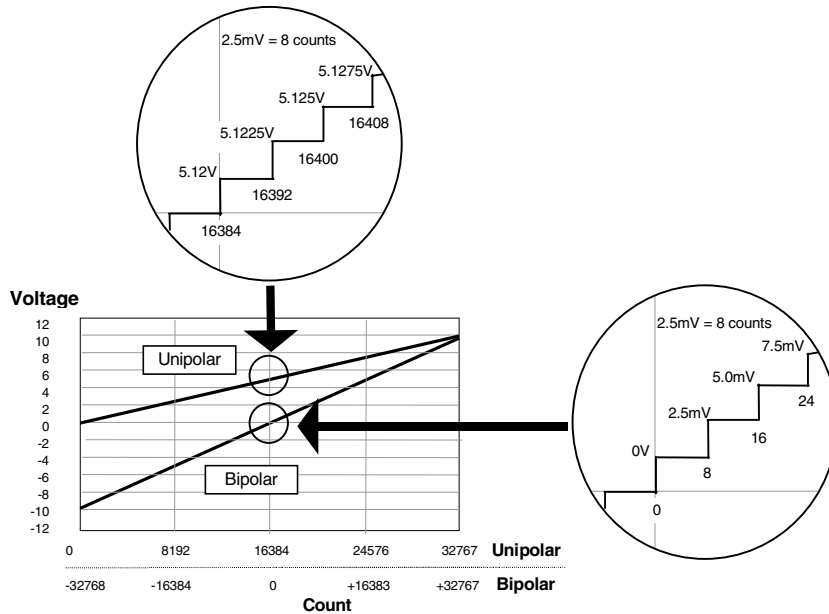 2.5mV = 8 counts
5.1275V
5.125V
16408
5.1225V
16400
5.12V
16392
16384
Voltage
12
10
8
6
4
2
0
-2
-4
-6
-8
-10
-12
Unipolar
Bipolar
2.5mV = 8 counts
7.5mV
5.0mV
24
2.5mV
16
0V
8
0
0 8192 16384 24576 32767 Unipolar
-32768 -16384 0 +16383 +32767 Bipolar
Count